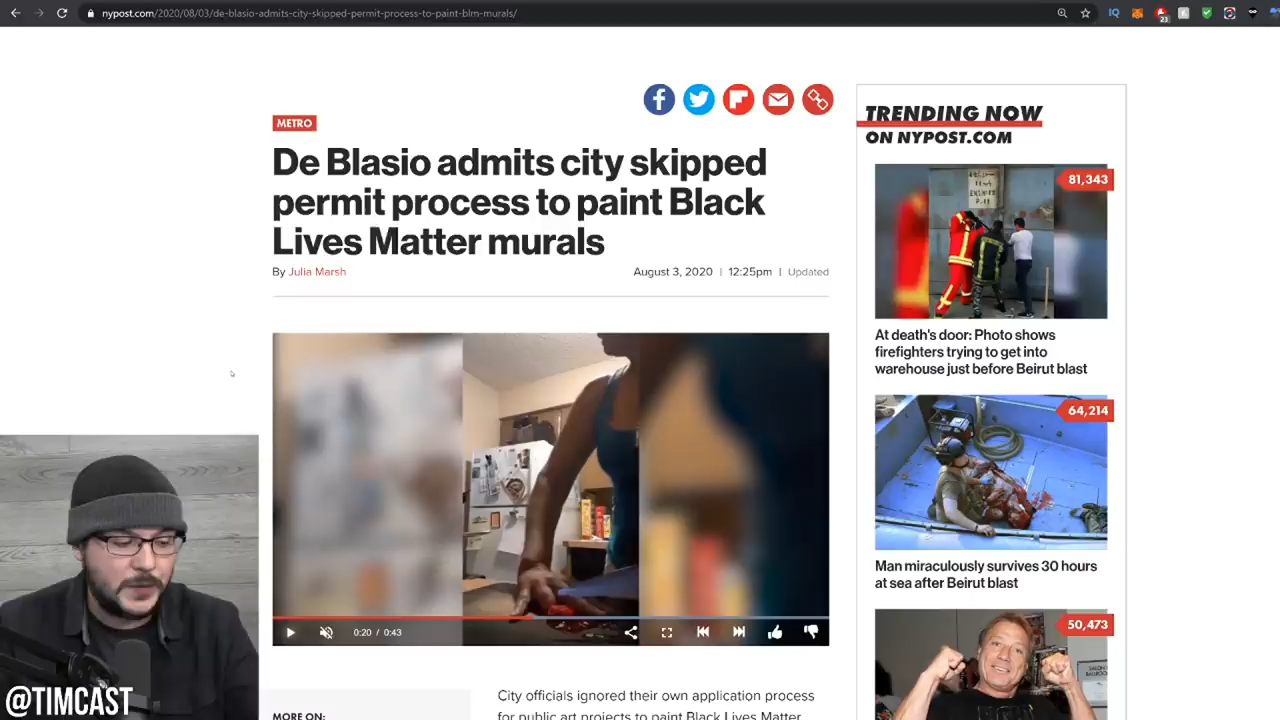 nypost.com/2020/08/03/de-blasio-admits-city-skipped-permit-process-to-paint-blm-murals/
IQ
23
METRO
De Blasio admits city skipped
permit process to paint Black
Lives Matter murals
By Julia Marsh
August 3, 2020 | 12:25pm | Updated
0:20 / 0:43
MORE ON:
City officials ignored their own application process
for public art projects to paint Black Lives Matter
TRENDING NOW
ON NYPOST.COM
81,343
At death's door: Photo shows
firefighters trying to get into
warehouse just before Beirut blast
64,214
Man miraculously survives 30 hours
at sea after Beirut blast
50,473
@TIMCAST